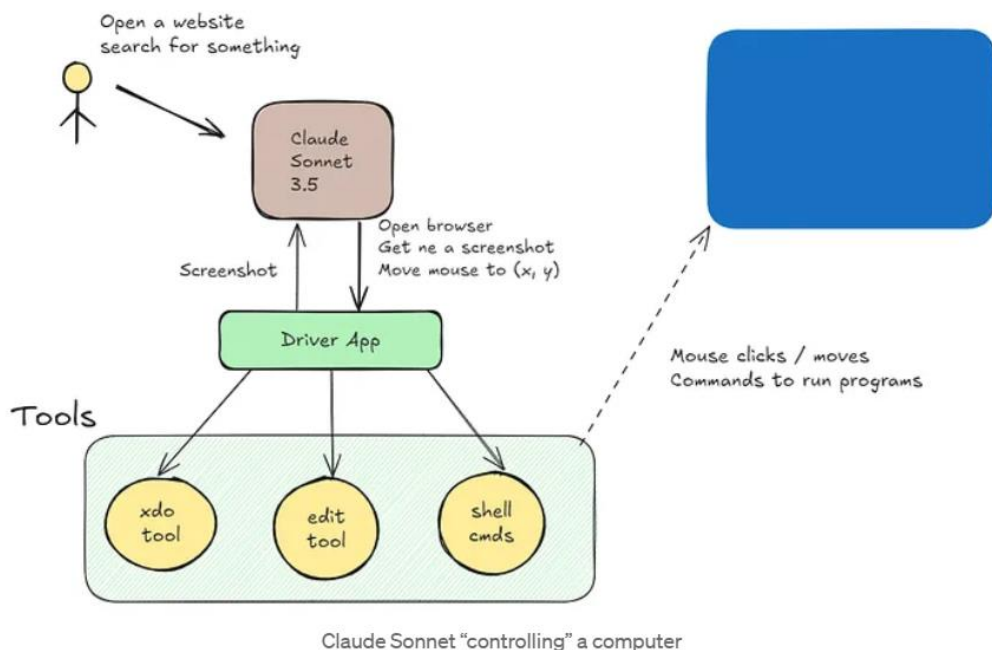 Open a website
search for something
Claude
Sonnet
3.5
Open browser
Get ne a screenshot
Move mouse to (x, y)
Screenshot
Driver App
Mouse clicks / moves
Commands to run programs
Tools
xdo
tool
edit
tool
shell
cmds
Claude Sonnet “controlling” a computer